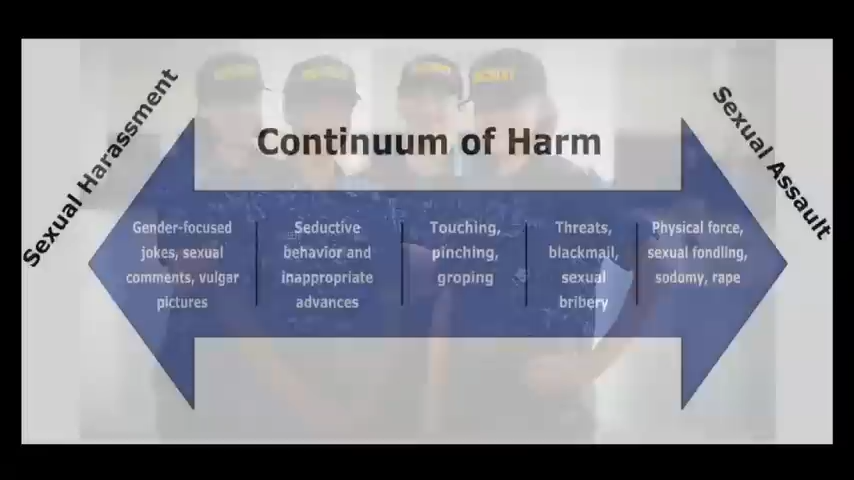 Continuum of Harm
Sexual Harassment
Sexual Assault
Gender-focused
jokes, sexual
comments, vulgar
pictures
Seductive
behavior and
inappropriate
advances
Touching,
pinching,
groping
Threats,
blackmail,
sexual
bribery
Physical force,
sexual fondling,
sodomy, rape